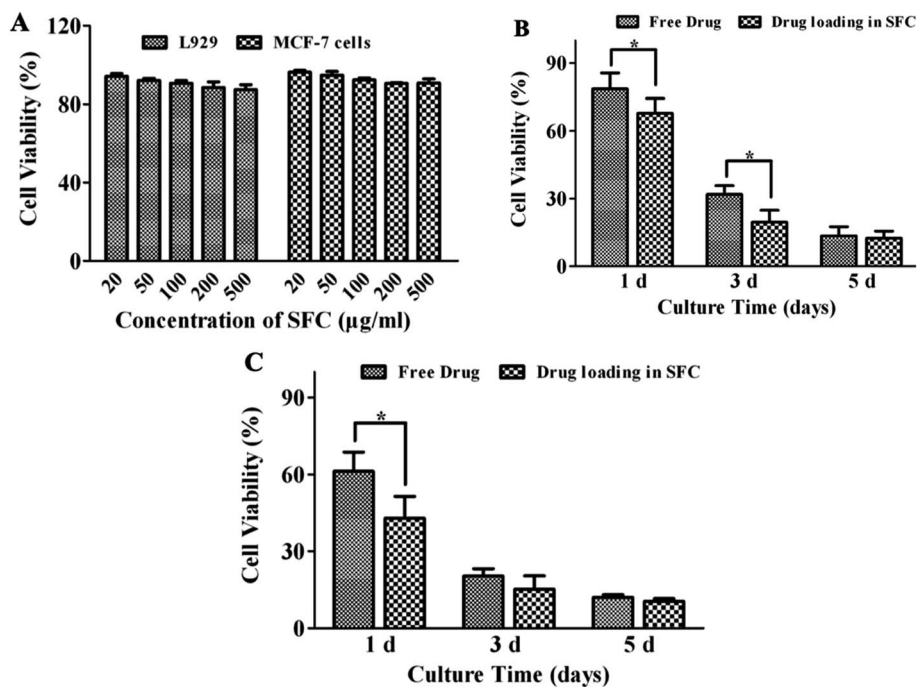 A
120
80
40
0
Cell Viability (%)
L929 MCF-7 cells
20 50 100 200 500 20 50 100 200 500
Concentration of SFC (μg/ml)
B
Free Drug Drug loading in SFC
90
60
30
0
Cell Viability (%)
*
*
1 d 3 d 5 d
Culture Time (days)
C
Free Drug Drug loading in SFC
90
60
30
0
Cell Viability (%)
*
1 d 3 d 5 d
Culture Time (days)